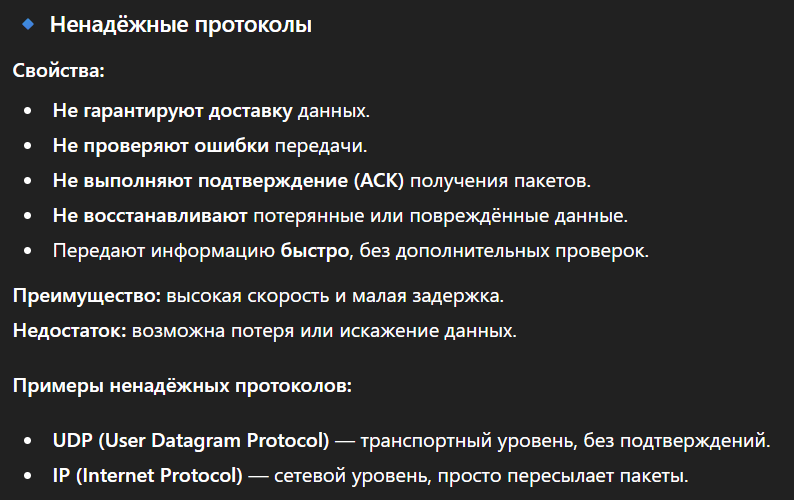 🔹 Ненадёжные протоколы
Свойства:
• Не гарантируют доставку данных.
• Не проверяют ошибки передачи.
• Не выполняют подтверждение (ACK) получения пакетов.
• Не восстанавливают потерянные или повреждённые данные.
• Передают информацию быстро, без дополнительных проверок.
Преимущество: высокая скорость и малая задержка.
Недостаток: возможна потеря или искажение данных.
Примеры ненадёжных протоколов:
• UDP (User Datagram Protocol) — транспортный уровень, без подтверждений.
• IP (Internet Protocol) — сетевой уровень, просто пересылает пакеты.